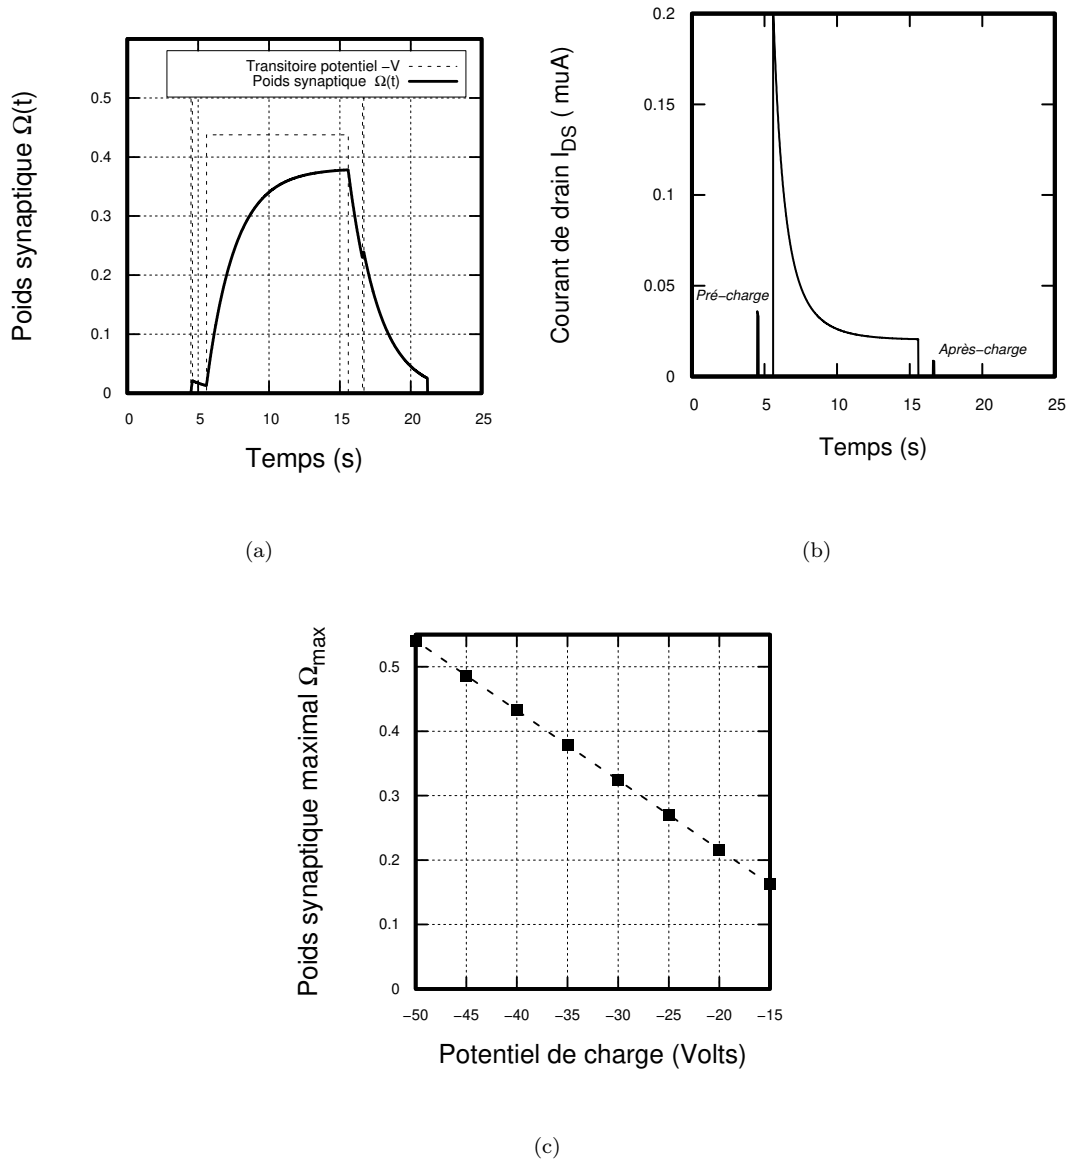 Poids synaptique Ω(t)
0.5
0.4
0.3
0.2
0.1
0
Transitoire potentiel −V
Poids synaptique Ω(t)
0 5 10 15 20 25
Temps (s)
(a)
Courant de drain I_DS ( muA)
0.2
0.15
0.1
0.05
0
Pré−charge
Après−charge
0 5 10 15 20 25
Temps (s)
(b)
Poids synaptique maximal Ω_max
0.5
0.4
0.3
0.2
0.1
0
−50 −45 −40 −35 −30 −25 −20 −15
Potentiel de charge (Volts)
(c)